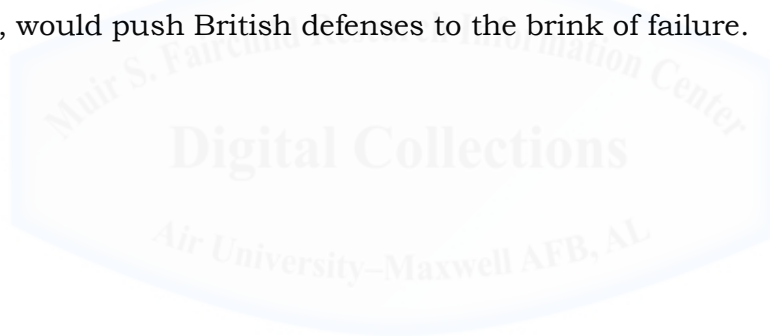 , would push British defenses to the brink of failure.
Muir S. Fairchild Research Information Center
Digital Collections
Air University–Maxwell AFB, AL